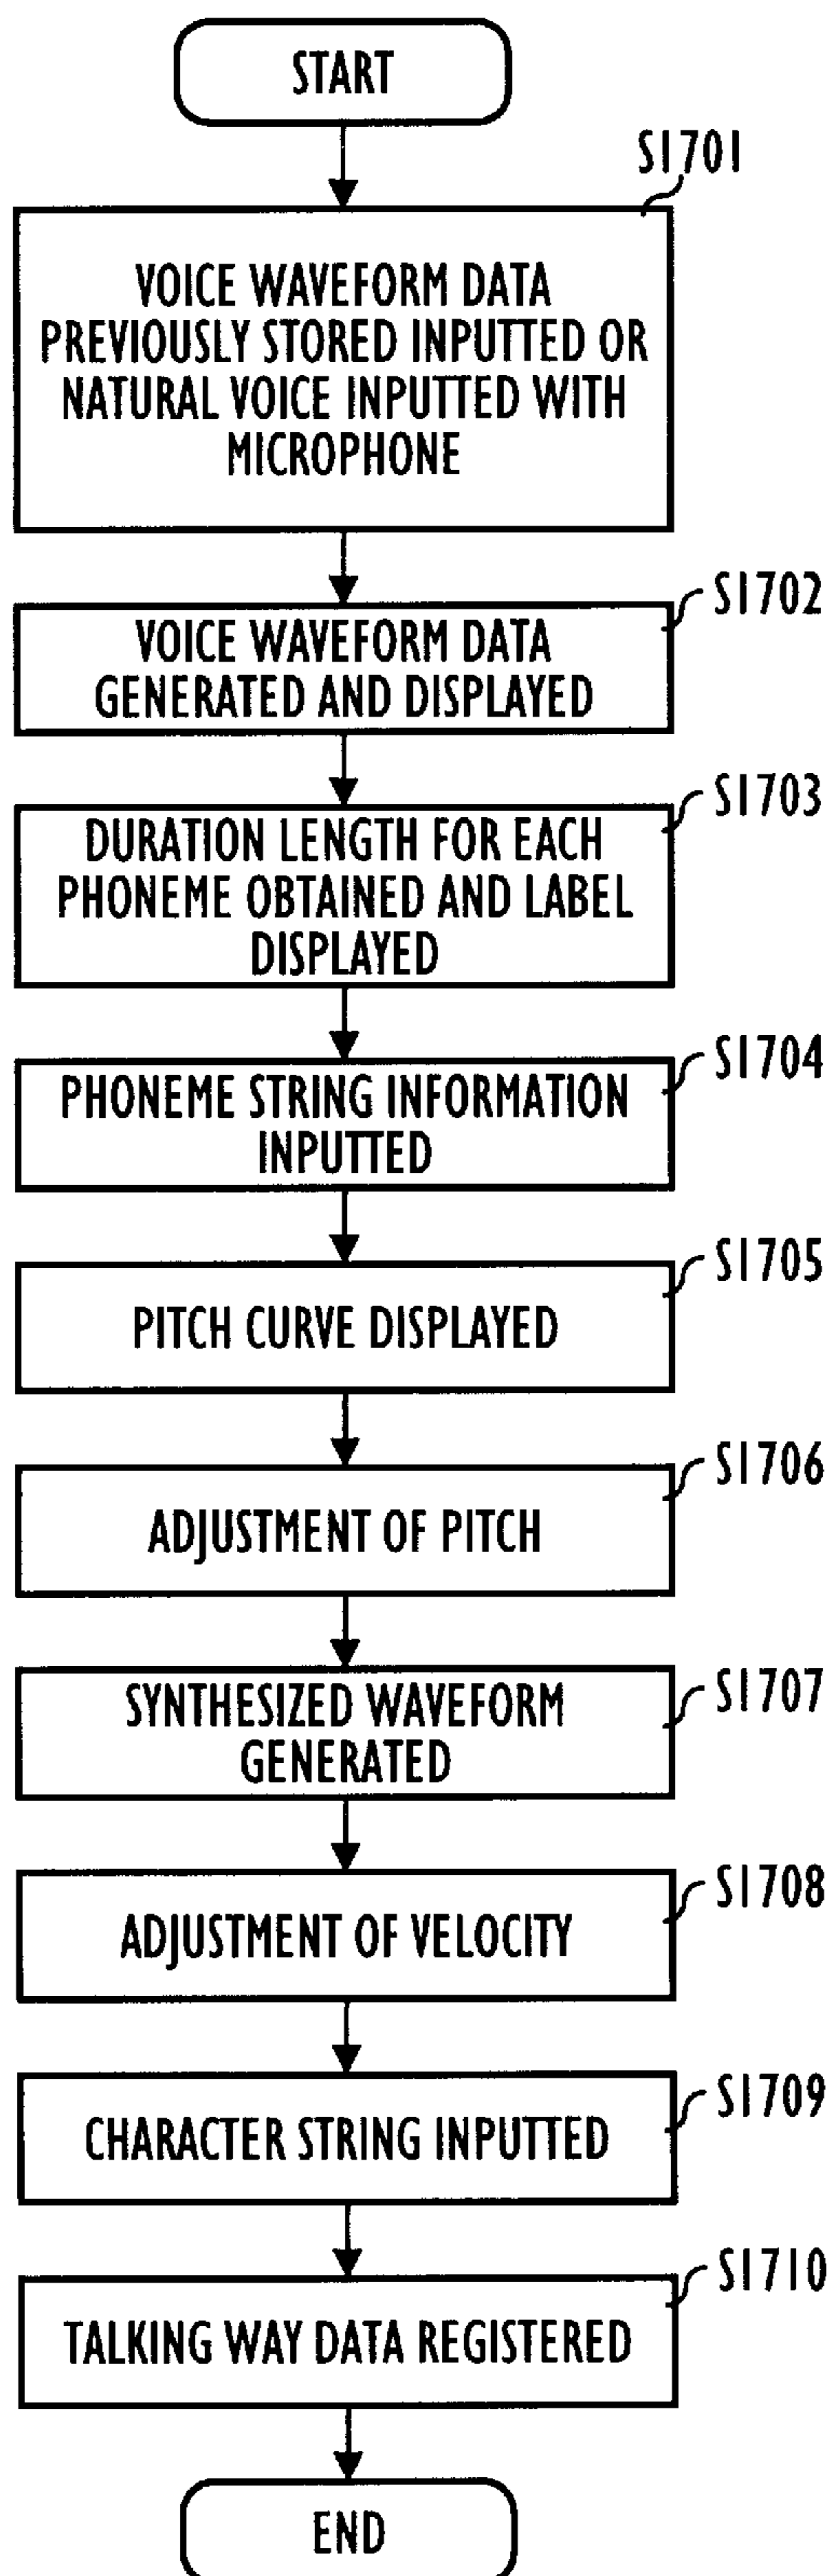 START
S1701
VOICE WAVEFORM DATA
PREVIOUSLY STORED INPUTTED OR
NATURAL VOICE INPUTTED WITH
MICROPHONE
S1702
VOICE WAVEFORM DATA
GENERATED AND DISPLAYED
S1703
DURATION LENGTH FOR EACH
PHONEME OBTAINED AND LABEL
DISPLAYED
S1704
PHONEME STRING INFORMATION
INPUTTED
S1705
PITCH CURVE DISPLAYED
S1706
ADJUSTMENT OF PITCH
S1707
SYNTHESIZED WAVEFORM
GENERATED
S1708
ADJUSTMENT OF VELOCITY
S1709
CHARACTER STRING INPUTTED
S1710
TALKING WAY DATA REGISTERED
END